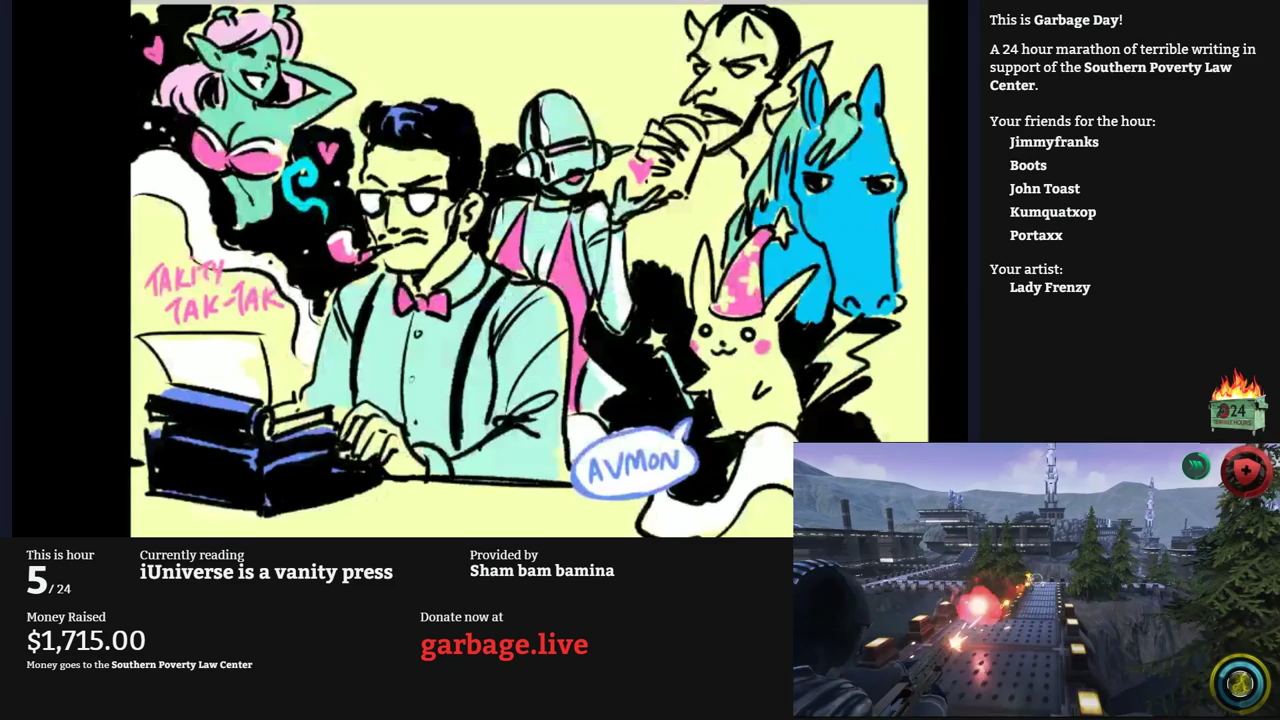 This is Garbage Day!
A 24 hour marathon of terrible writing in
support of the Southern Poverty Law
Center.
Your friends for the hour:
Jimmyfranks
Boots
John Toast
Kumquatxop
Portaxx
Your artist:
Lady Frenzy
TAKITY
TAK-TAK
AVMON
This is hour
5 / 24
Currently reading
iUniverse is a vanity press
Provided by
Sham bam bamina
Money Raised
$1,715.00
Money goes to the Southern Poverty Law Center
Donate now at
garbage.live